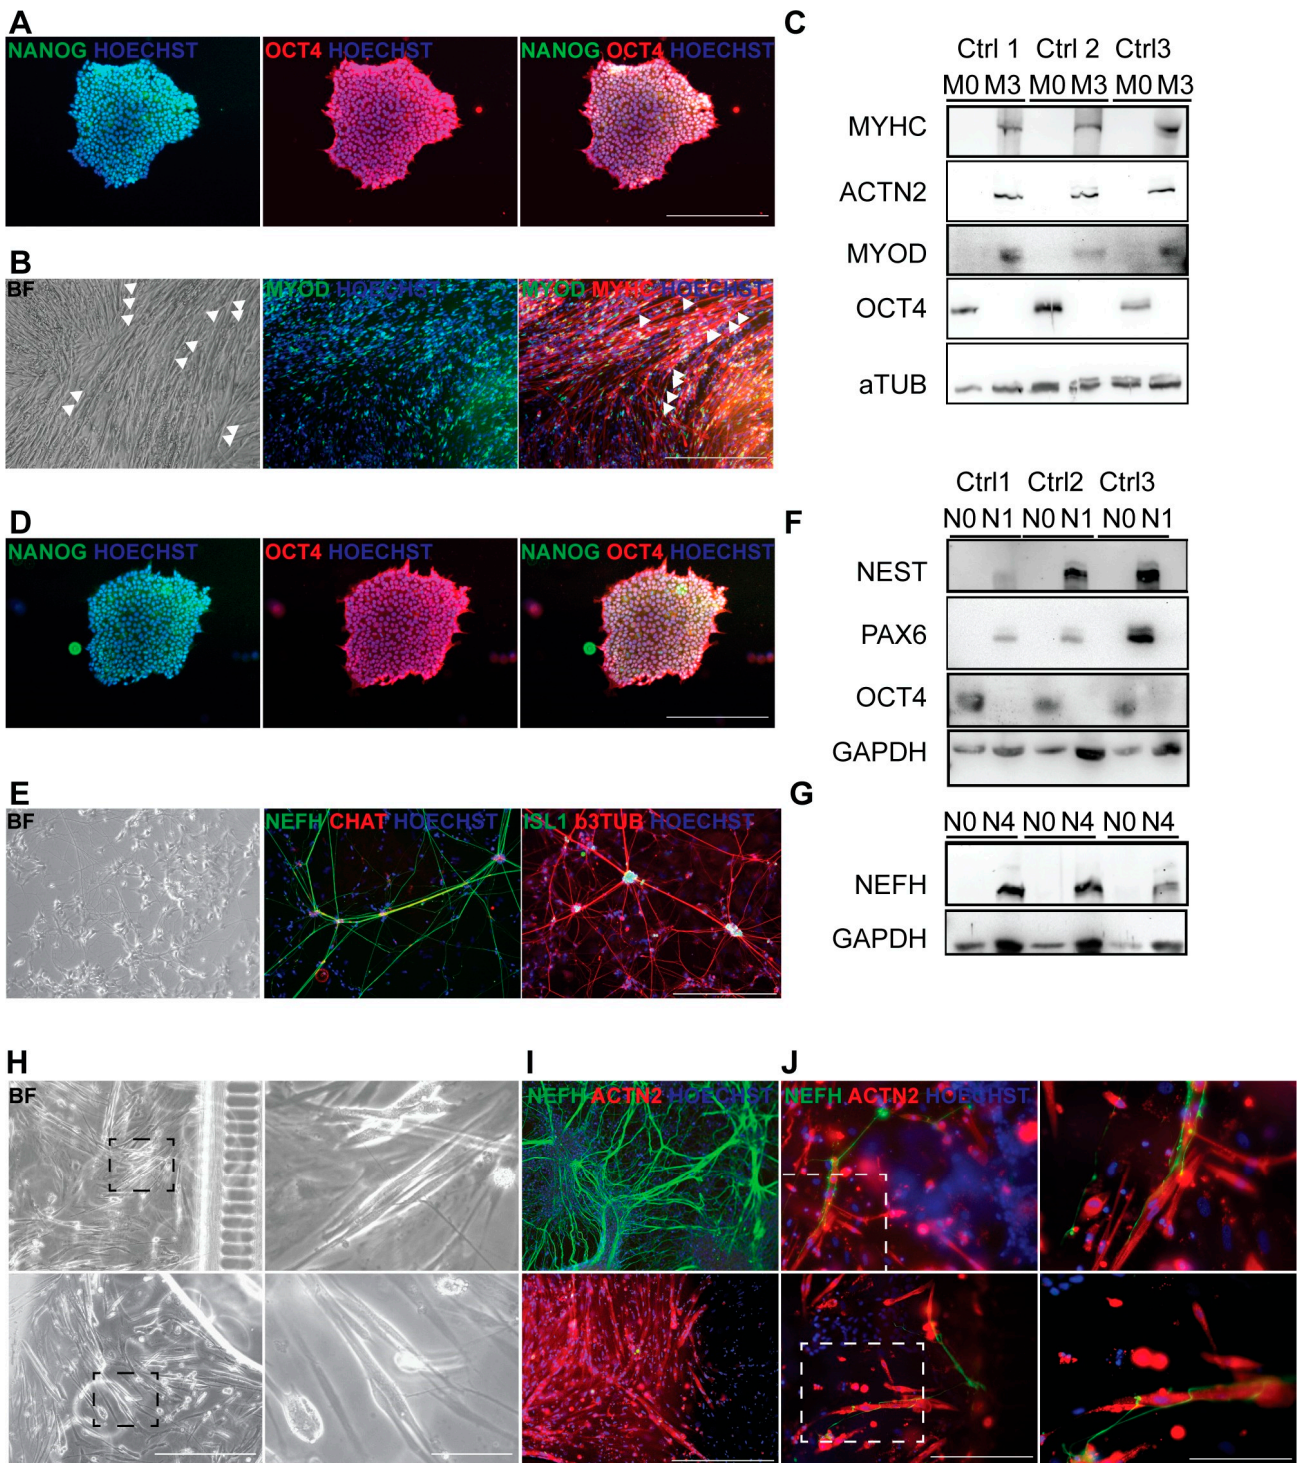 A
NANOG HOECHST
OCT4 HOECHST
NANOG OCT4 HOECHST
B
BF
MYOD HOECHST
MYOD MYHC HOECHST
C
Ctrl 1 Ctrl 2 Ctrl3
M0 M3 M0 M3 M0 M3
MYHC
ACTN2
MYOD
OCT4
aTUB
D
NANOG HOECHST
OCT4 HOECHST
NANOG OCT4 HOECHST
E
BF
NEFH CHAT HOECHST
ISL1 b3TUB HOECHST
F
Ctrl1 Ctrl2 Ctrl3
N0 N1 N0 N1 N0 N1
NEST
PAX6
OCT4
GAPDH
G
N0 N4 N0 N4 N0 N4
NEFH
GAPDH
H
BF
I
NEFH ACTN2 HOECHST
J
NEFH ACTN2 HOECHST